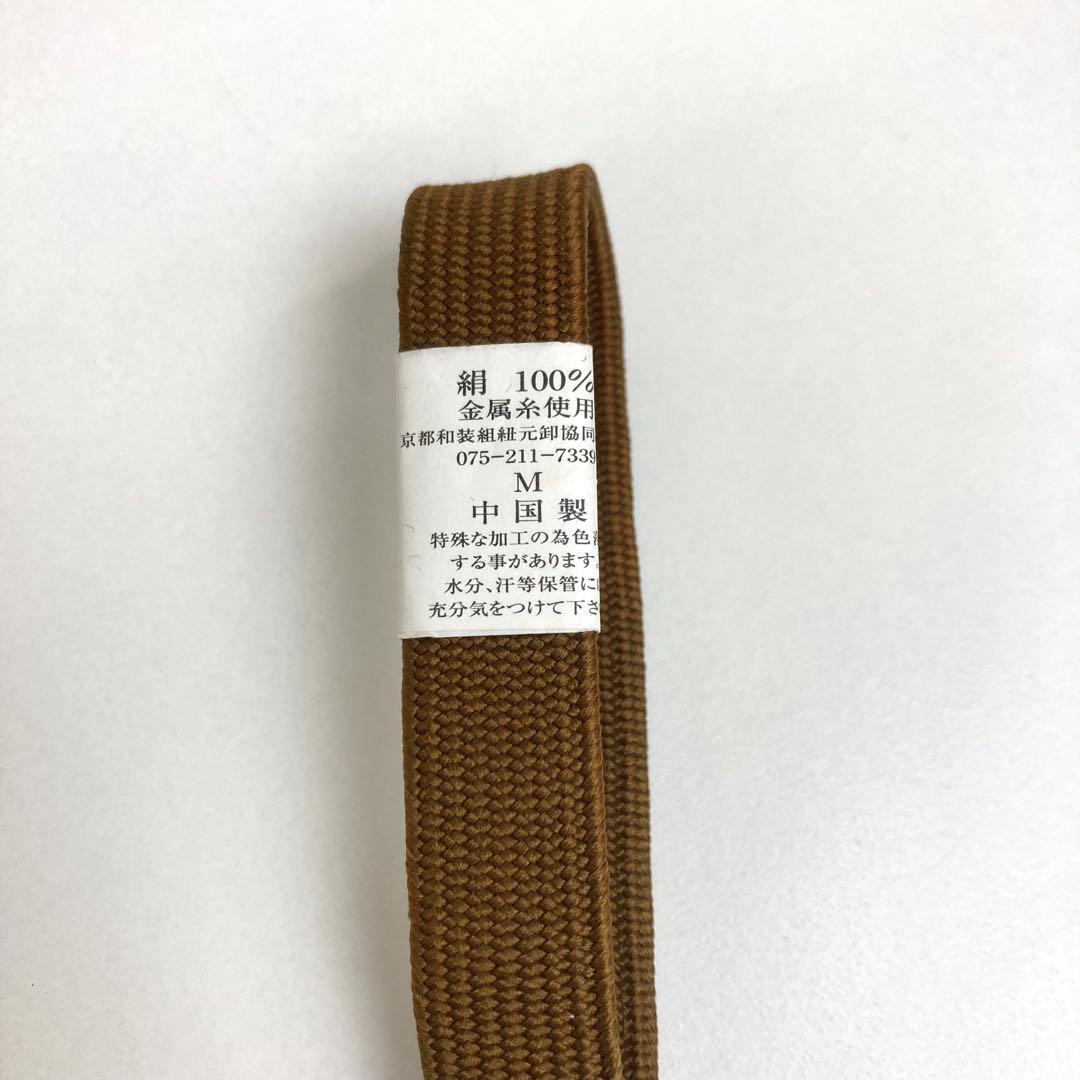 絹 100%
金属糸使用
京都和装組紐元卸協同
075-211-7339
M
中国製
特殊な加工の為色
する事があります。
水分、汗等保管に
充分気をつけて下さ